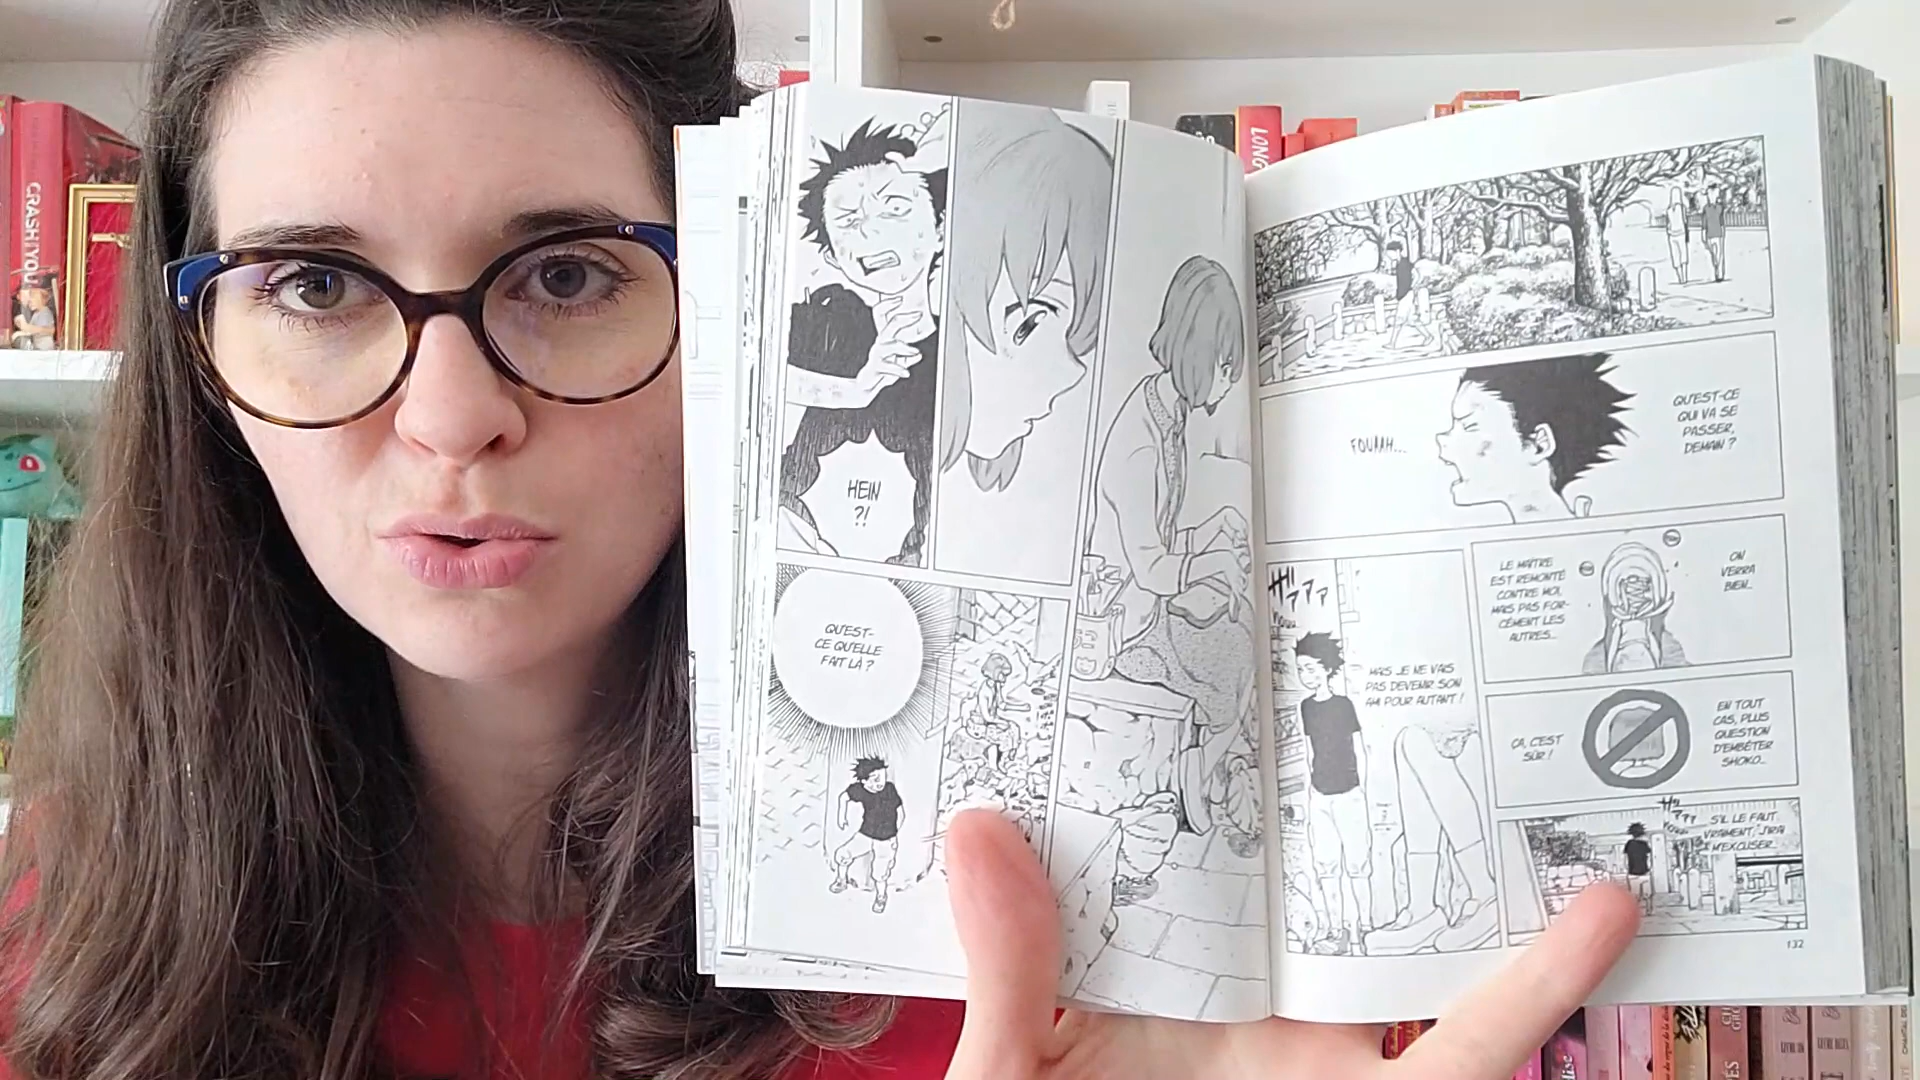 CRASH YOU
LONG
QU'EST-CE
QUI VA SE
PASSER,
DEMAIN ?
FOUAAH...
ON
VERRA
BIEN...
LE MAÎTRE
EST REMONTÉ
CONTRE MOI,
MAIS PAS FOR-
CÉMENT LES
AUTRES...
EN TOUT
CAS, PLUS
QUESTION
D'EMBÊTER
SHOKO...
ÇA, C'EST
SÛR !
S'IL LE FAUT
VRAIMENT, J'IRAI
M'EXCUSER...
MAIS JE NE VAIS
PAS DEVENIR SON
AMI POUR AUTANT !
132
HEIN
?!
QU'EST-
CE QU'ELLE
FAIT LÀ ?